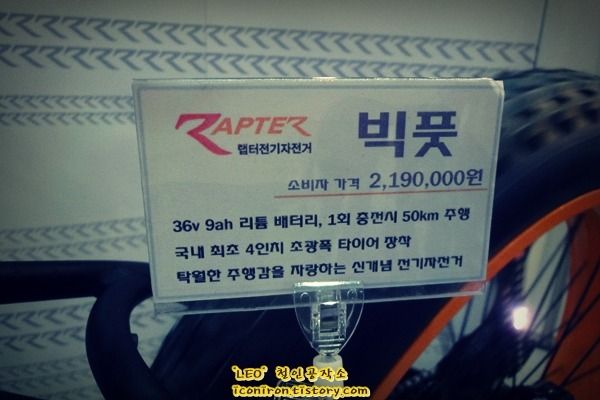 RAPTER 빅풋
랩터전기자전거
소비자 가격 2,190,000원
36v 9ah 리튬 배터리, 1회 충전시 50km 주행
국내 최초 4인치 초광폭 타이어 장착
탁월한 주행감을 자랑하는 신개념 전기자전거
'LEO' 철인공작소
iconiron.tistory.com